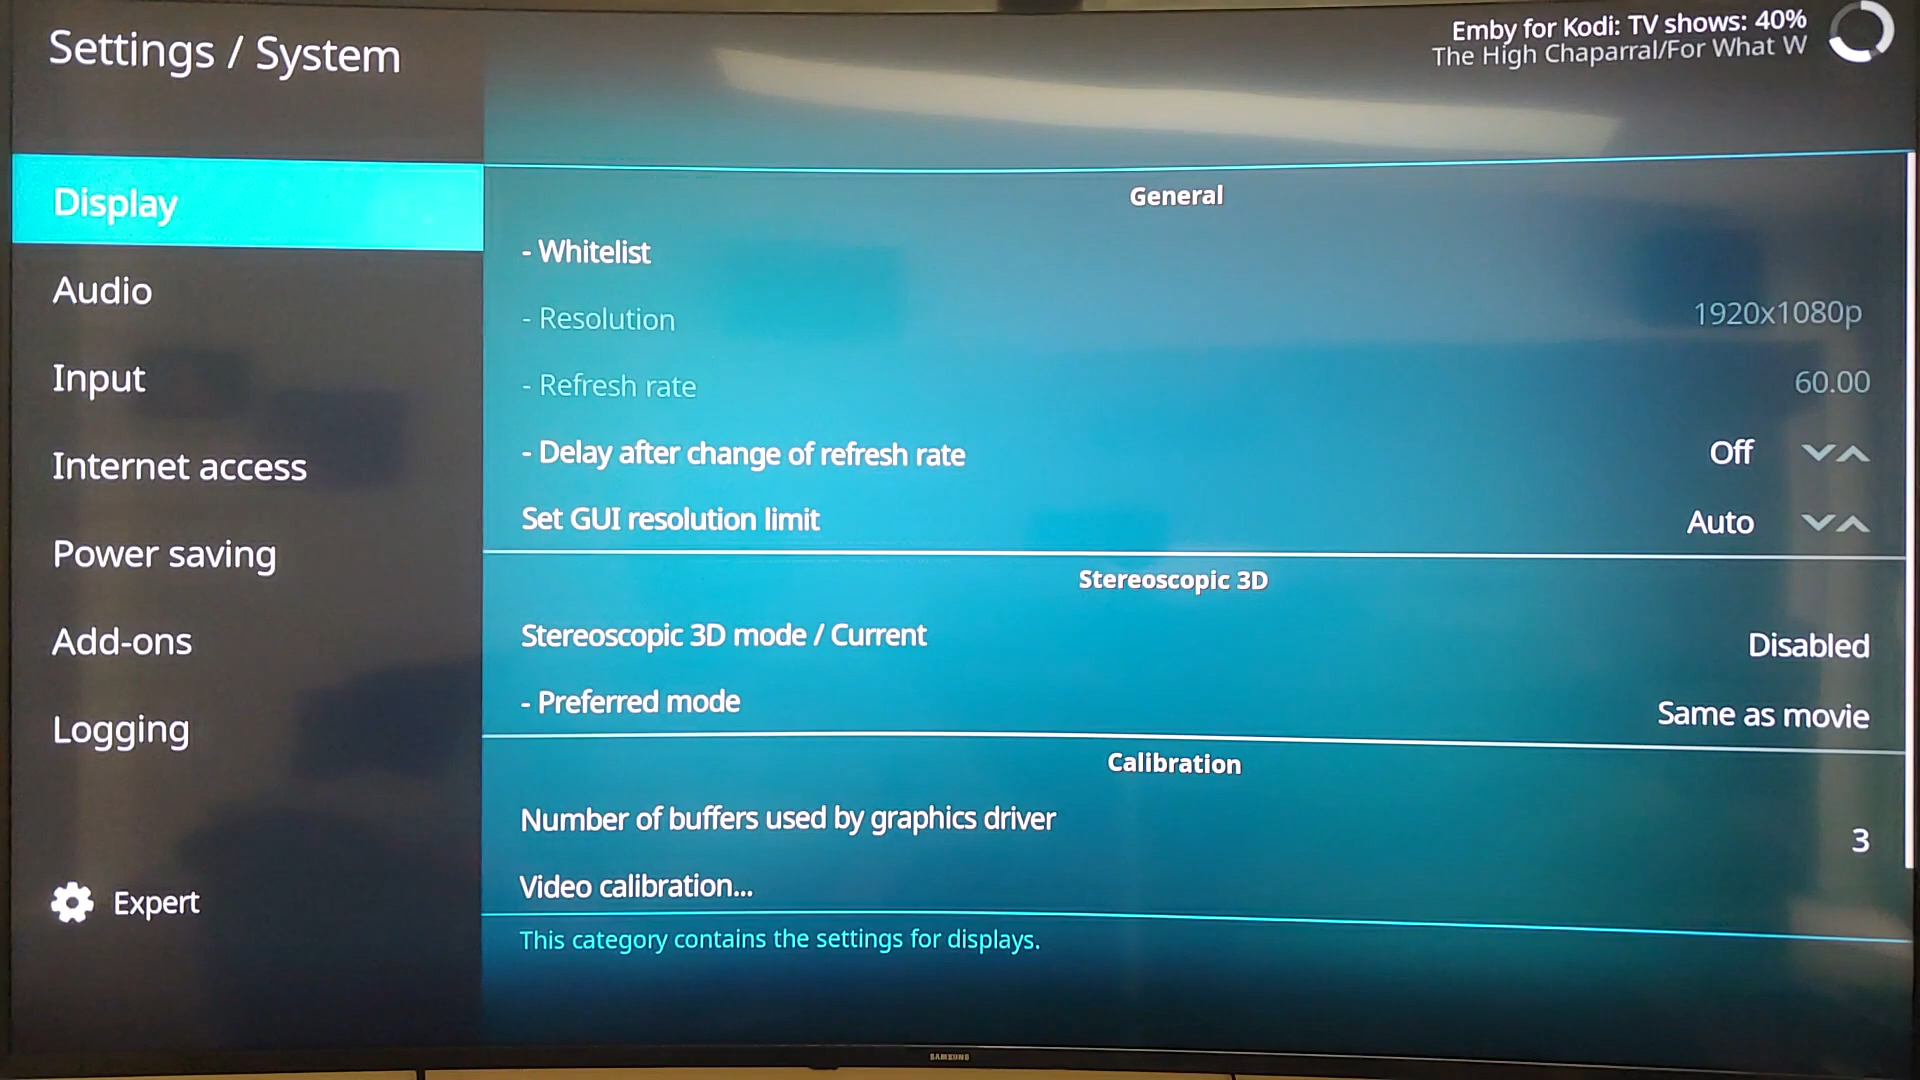 Settings / System
Emby for Kodi: TV shows: 40%
The High Chaparral/For What W
Display
Audio
Input
Internet access
Power saving
Add-ons
Logging
Expert
General
- Whitelist
- Resolution 1920x1080p
- Refresh rate 60.00
- Delay after change of refresh rate Off
Set GUI resolution limit Auto
Stereoscopic 3D
Stereoscopic 3D mode / Current Disabled
- Preferred mode Same as movie
Calibration
Number of buffers used by graphics driver 3
Video calibration...
This category contains the settings for displays.
SAMSUNG